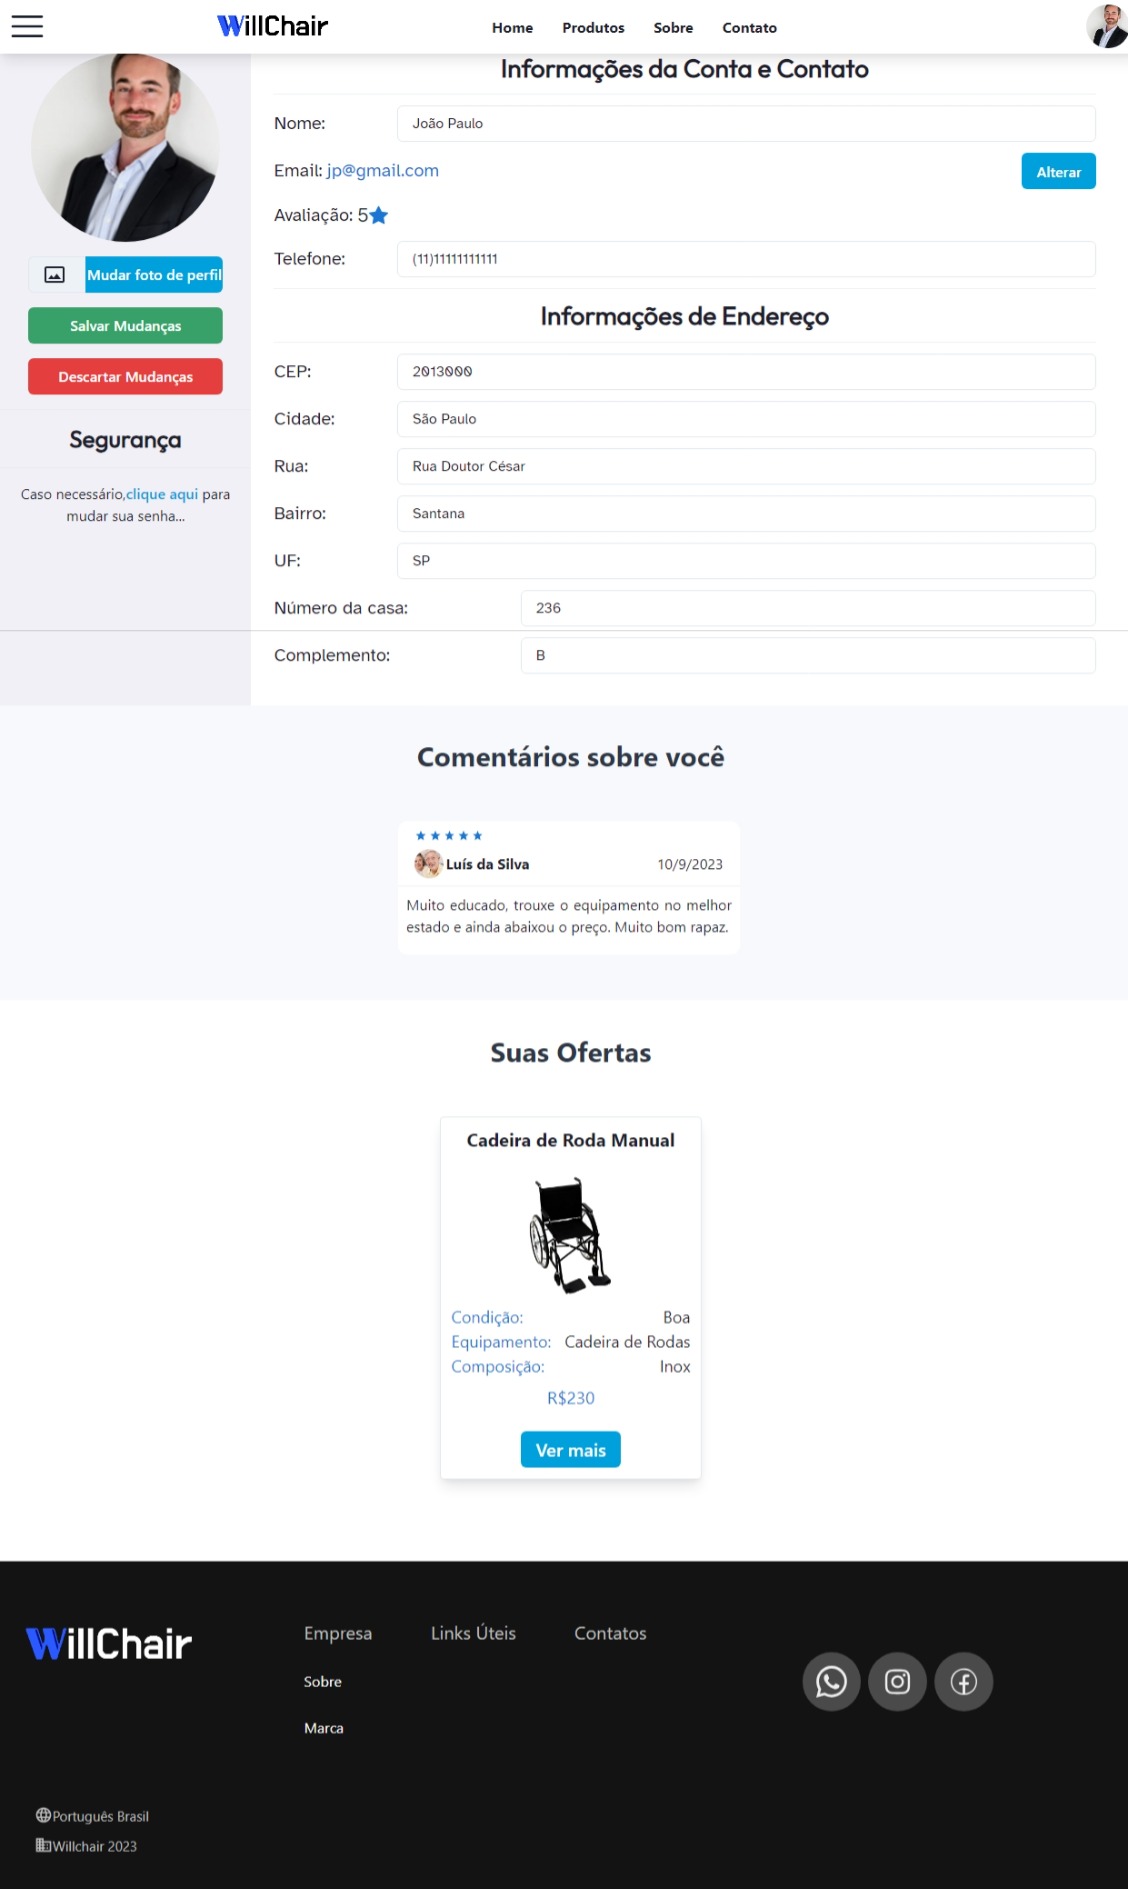 WillChair
Home Produtos Sobre Contato
Informações da Conta e Contato
Nome: João Paulo
Email: jp@gmail.com Alterar
Avaliação: 5
Telefone: (11)11111111111
Mudar foto de perfil
Salvar Mudanças
Descartar Mudanças
Segurança
Caso necessário,clique aqui para
mudar sua senha...
Informações de Endereço
CEP: 2013000
Cidade: São Paulo
Rua: Rua Doutor César
Bairro: Santana
UF: SP
Número da casa: 236
Complemento: B
Comentários sobre você
Luís da Silva 10/9/2023
Muito educado, trouxe o equipamento no melhor
estado e ainda abaixou o preço. Muito bom rapaz.
Suas Ofertas
Cadeira de Roda Manual
Condição: Boa
Equipamento: Cadeira de Rodas
Composição: Inox
R$230
Ver mais
WillChair
Empresa Links Úteis Contatos
Sobre
Marca
Português Brasil
Willchair 2023